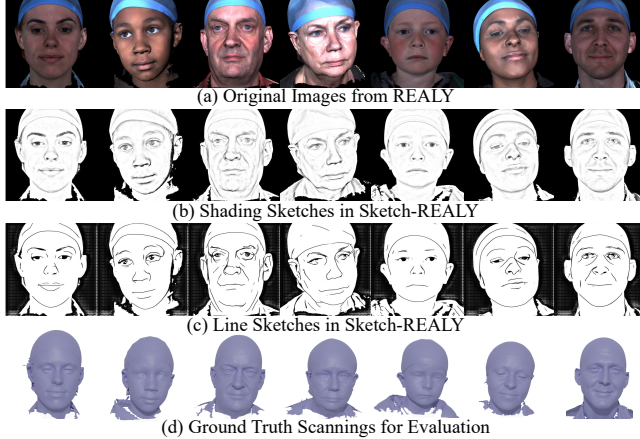 (a) Original Images from REALY
(b) Shading Sketches in Sketch-REALY
(c) Line Sketches in Sketch-REALY
(d) Ground Truth Scannings for Evaluation